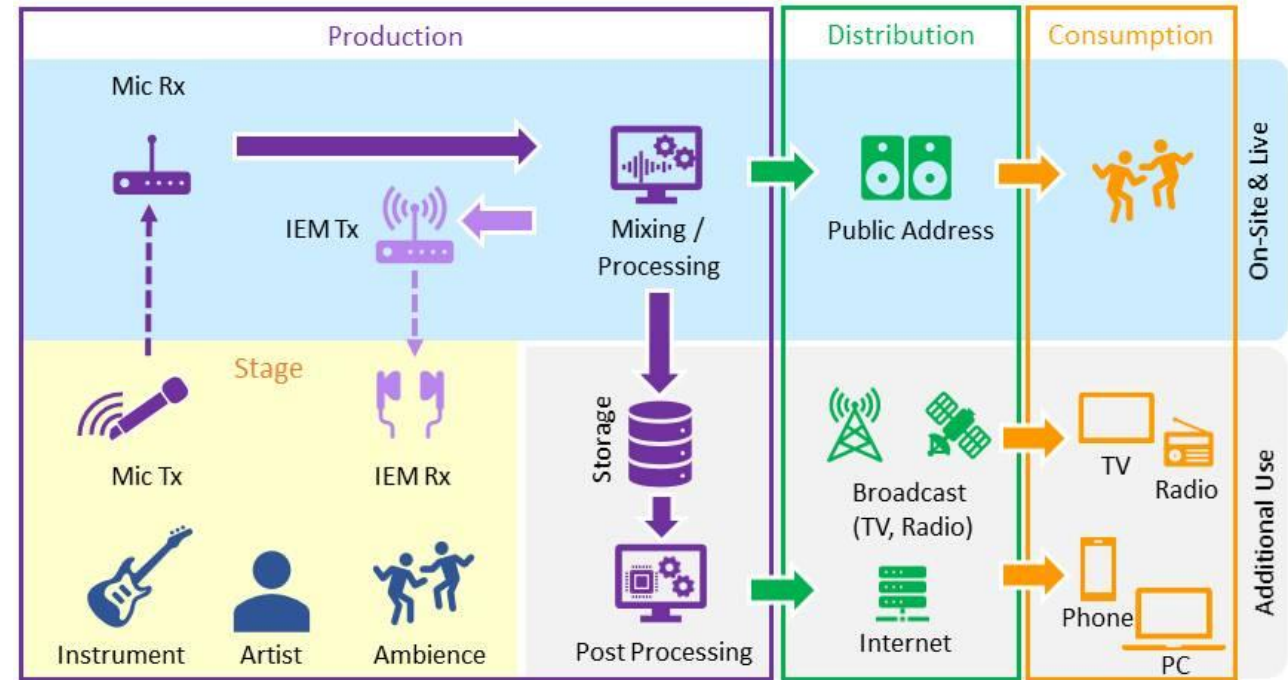 Production
Distribution
Consumption
Mic Rx
IEM Tx
Mixing /
Processing
Public Address
On-Site & Live
Stage
Mic Tx
IEM Rx
Storage
Broadcast
(TV, Radio)
TV
Radio
Additional Use
Instrument
Artist
Ambience
Post Processing
Internet
Phone
PC